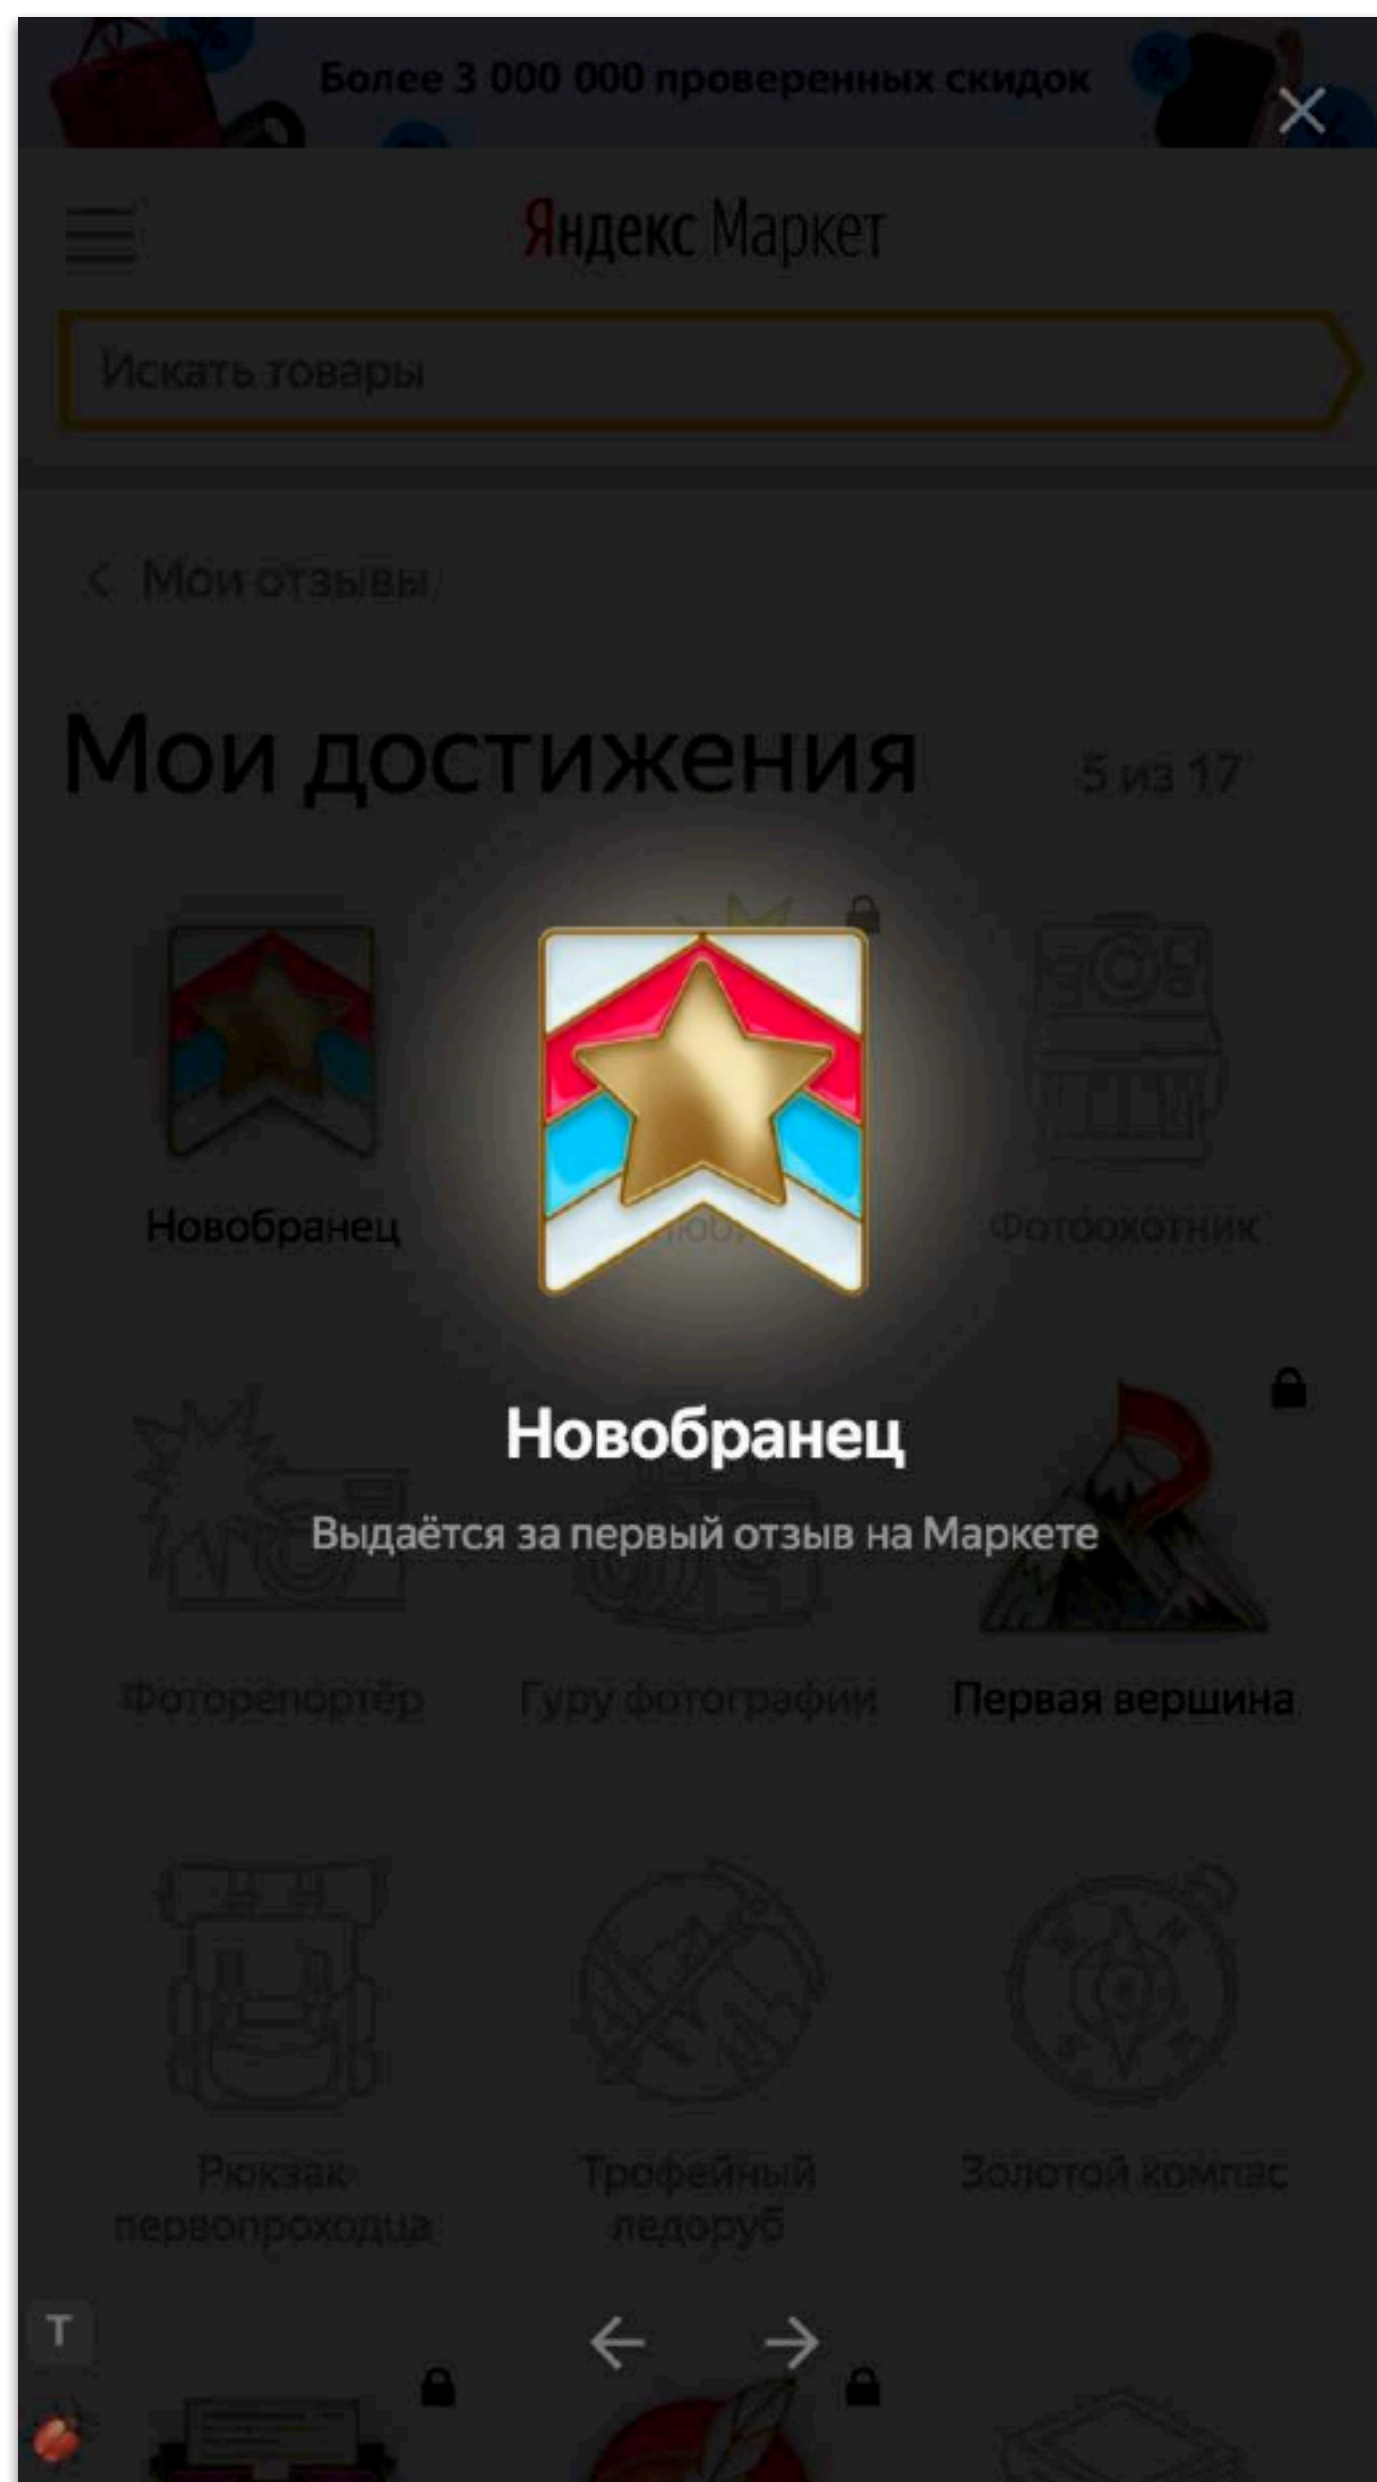 Более 3 000 000 проверенных скидок
Яндекс Маркет
Искать товары
Мои отзывы
Мои достижения
5 из 17
Новобранец
Фотоохотник
Новобранец
Выдаётся за первый отзыв на Маркете
Фоторепортёр
Гуру фотографии
Первая вершина
Рюкзак
первопроходца
Трофейный
ледоруб
Золотой компас
T